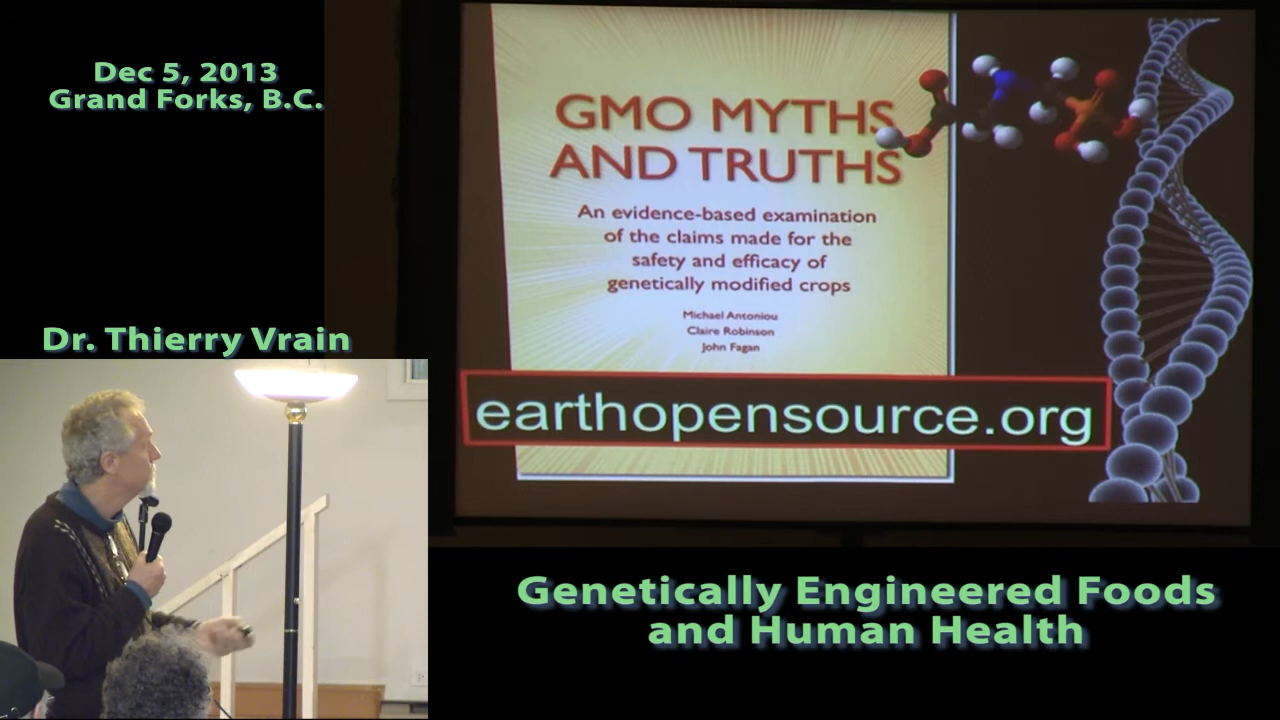 Dec 5, 2013
Grand Forks, B.C.
GMO MYTHS
AND TRUTHS
An evidence-based examination
of the claims made for the
safety and efficacy of
genetically modified crops
Michael Antoniou
Claire Robinson
John Fagan
earthopensource.org
Dr. Thierry Vrain
Genetically Engineered Foods
and Human Health